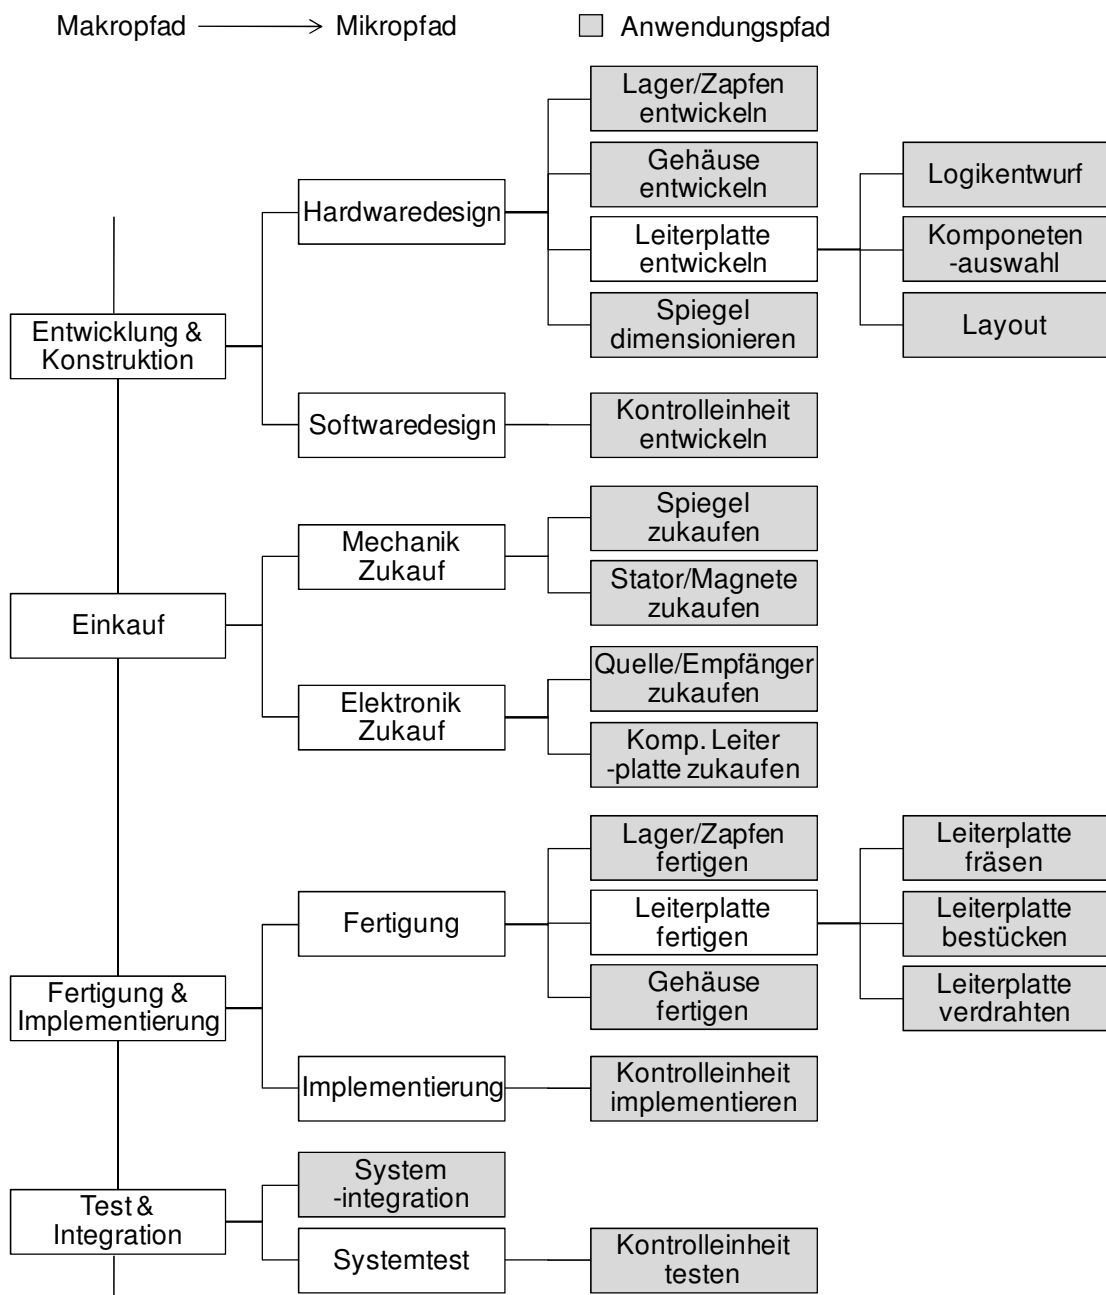 Makropfad
Mikropfad
Anwendungspfad
Lager/Zapfen
entwickeln
Gehäuse
entwickeln
Logikentwurf
Hardwaredesign
Leiterplatte
entwickeln
Komponeten
-auswahl
Spiegel
dimensionieren
Layout
Entwicklung &
Konstruktion
Softwaredesign
Kontrolleinheit
entwickeln
Spiegel
zukaufen
Mechanik
Zukauf
Stator/Magnete
zukaufen
Einkauf
Quelle/Empfänger
zukaufen
Elektronik
Zukauf
Komp. Leiter
-platte zukaufen
Lager/Zapfen
fertigen
Leiterplatte
fräsen
Fertigung
Leiterplatte
fertigen
Leiterplatte
bestücken
Gehäuse
fertigen
Leiterplatte
verdrahten
Fertigung &
Implementierung
Implementierung
Kontrolleinheit
implementieren
System
-integration
Test &
Integration
Systemtest
Kontrolleinheit
testen